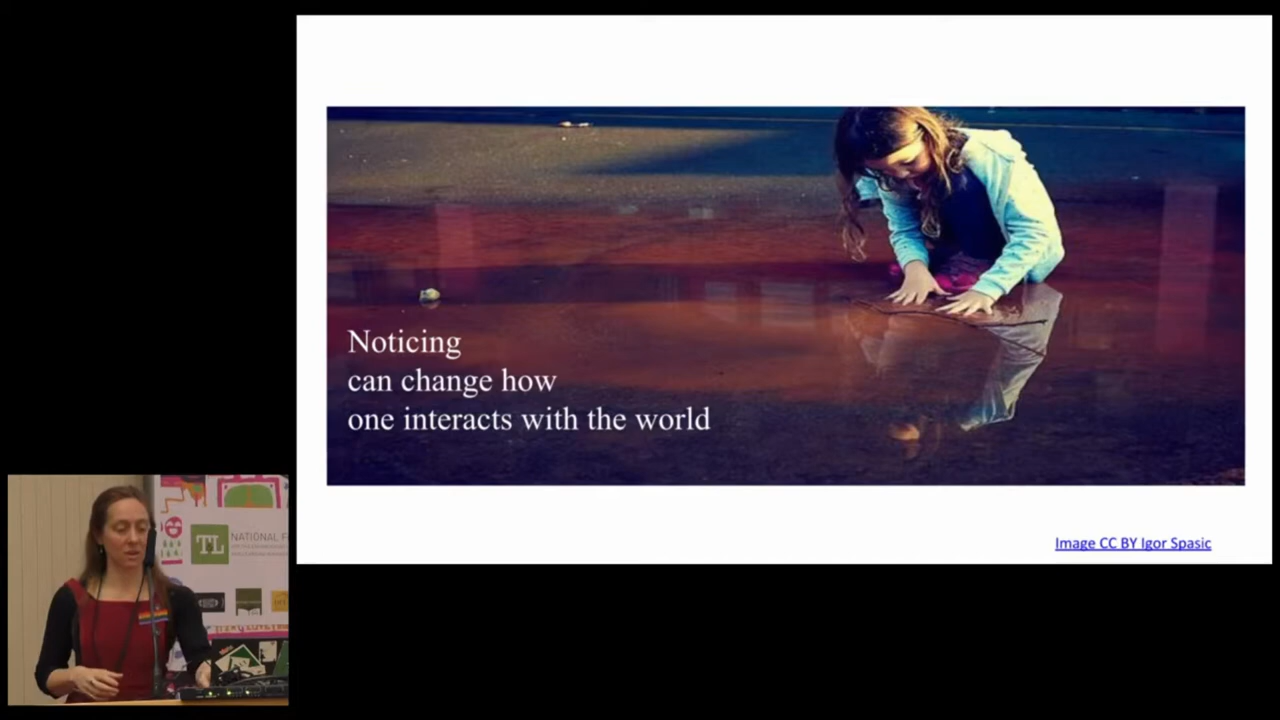 Noticing
can change how
one interacts with the world
Image CC BY Igor Spasic
TL
NATIONAL